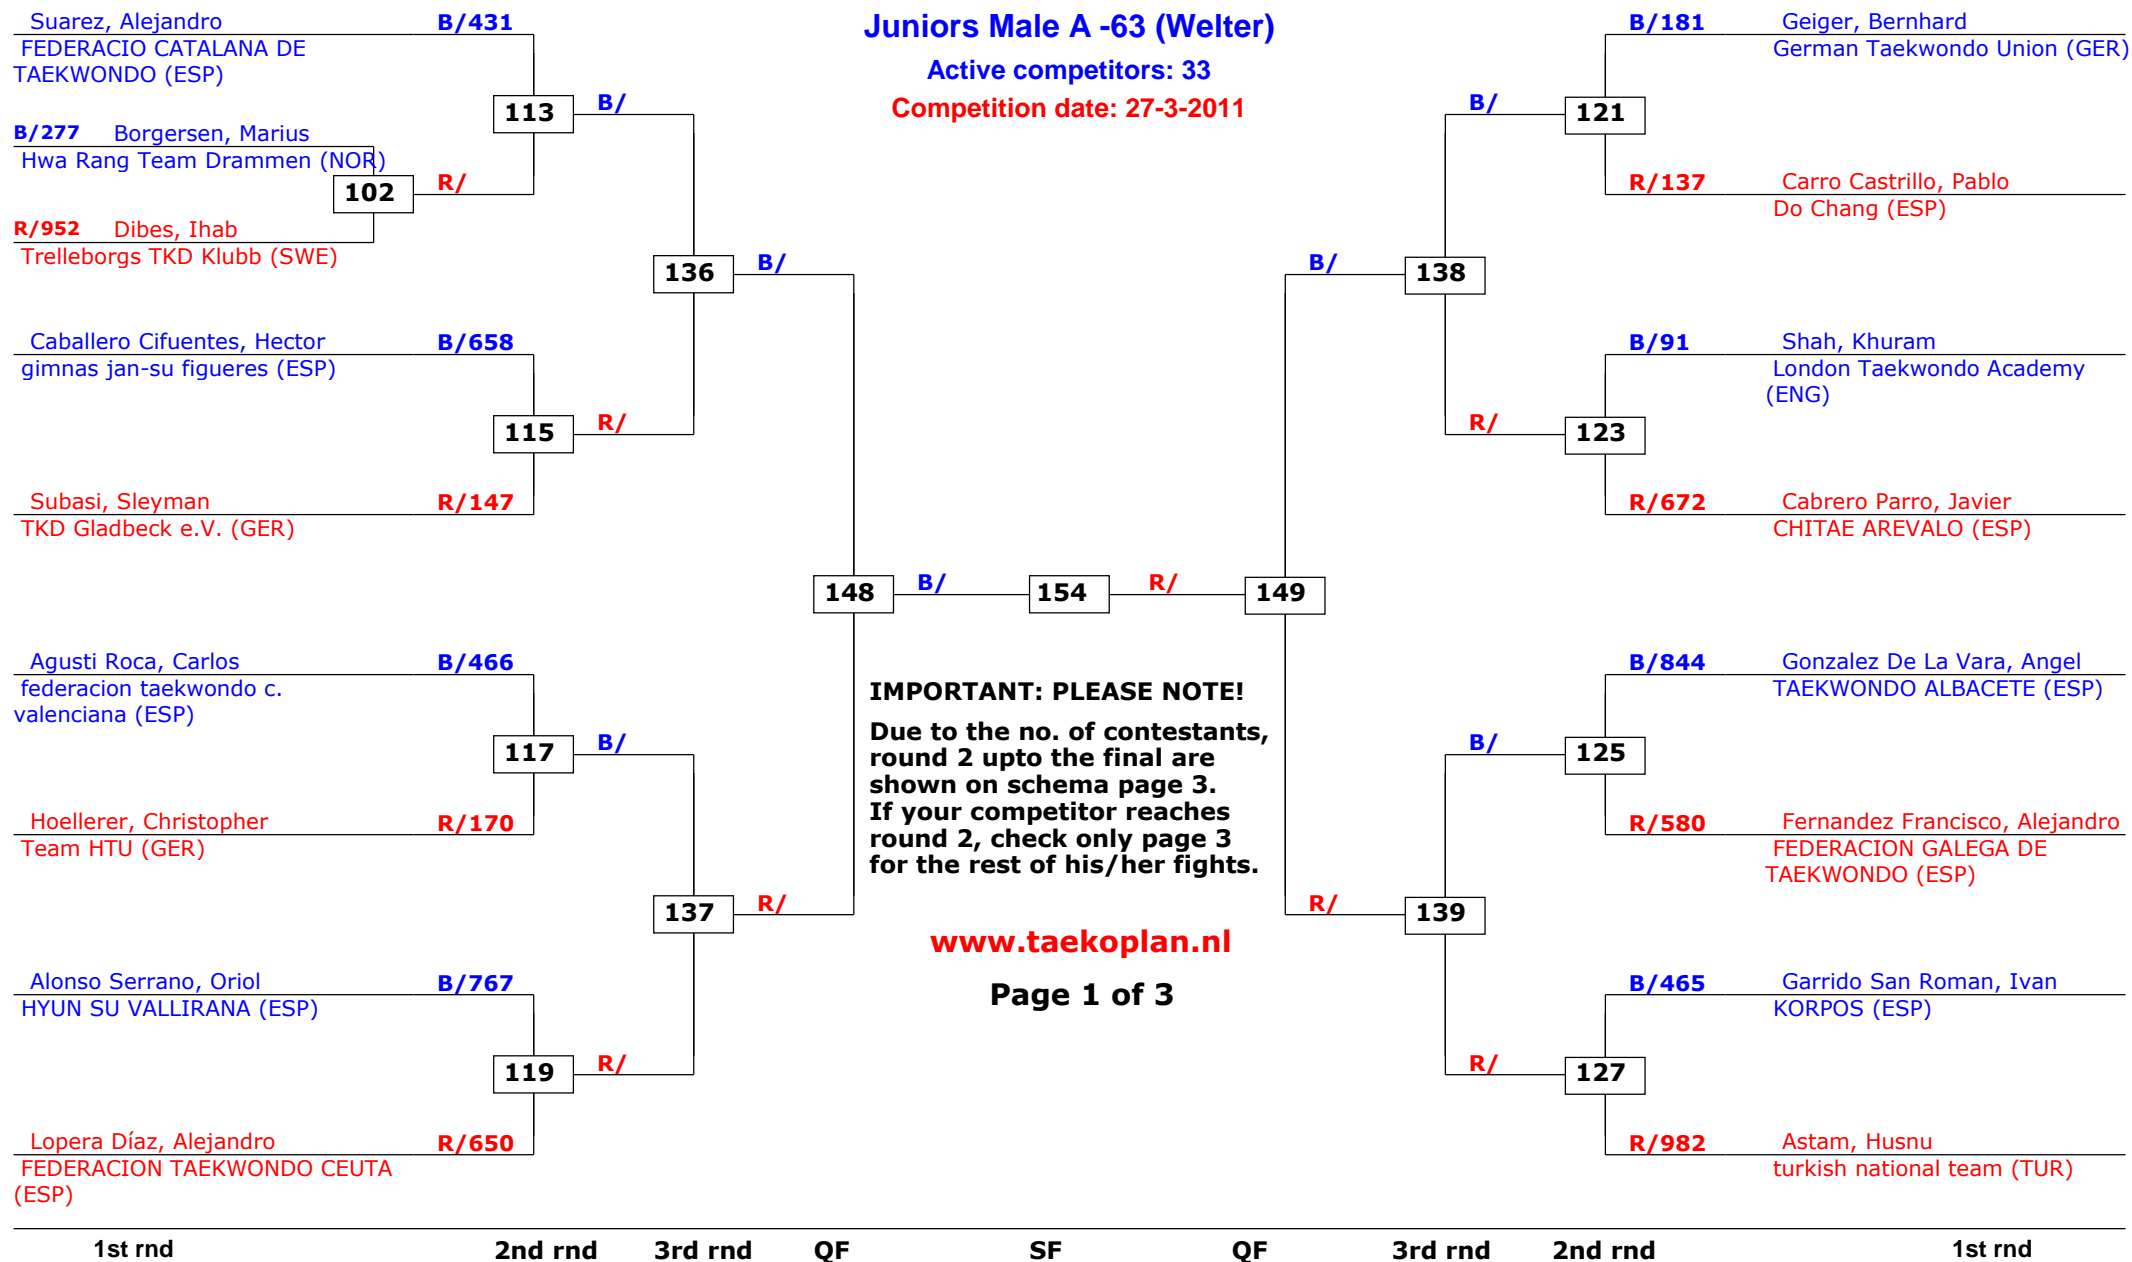 Juniors Male A -63 (Welter)
Active competitors: 33
Competition date: 27-3-2011
Suarez, Alejandro
B/431
FEDERACIO CATALANA DE
TAEKWONDO (ESP)
113
B/
B/277 Borgersen, Marius
Hwa Rang Team Drammen (NOR)
102
R/
R/952 Dibes, Ihab
Trelleborgs TKD Klubb (SWE)
136
B/
Caballero Cifuentes, Hector
B/658
gimnas jan-su figueres (ESP)
115
R/
Subasi, Sleyman
R/147
TKD Gladbeck e.V. (GER)
148
B/
154
R/
149
Agusti Roca, Carlos
B/466
federacion taekwondo c.
valenciana (ESP)
117
B/
Hoellerer, Christopher
R/170
Team HTU (GER)
137
R/
Alonso Serrano, Oriol
B/767
HYUN SU VALLIRANA (ESP)
119
R/
Lopera Díaz, Alejandro
R/650
FEDERACION TAEKWONDO CEUTA
(ESP)
IMPORTANT: PLEASE NOTE!
Due to the no. of contestants,
round 2 upto the final are
shown on schema page 3.
If your competitor reaches
round 2, check only page 3
for the rest of his/her fights.
www.taekoplan.nl
Page 1 of 3
B/181
Geiger, Bernhard
German Taekwondo Union (GER)
B/
121
R/137
Carro Castrillo, Pablo
Do Chang (ESP)
B/
138
B/91
Shah, Khuram
London Taekwondo Academy
(ENG)
R/
123
R/672
Cabrero Parro, Javier
CHITAE AREVALO (ESP)
B/844
Gonzalez De La Vara, Angel
TAEKWONDO ALBACETE (ESP)
B/
125
R/580
Fernandez Francisco, Alejandro
FEDERACION GALEGA DE
TAEKWONDO (ESP)
R/
139
B/465
Garrido San Roman, Ivan
KORPOS (ESP)
R/
127
R/982
Astam, Husnu
turkish national team (TUR)
1st rnd 2nd rnd 3rd rnd QF SF QF 3rd rnd 2nd rnd 1st rnd